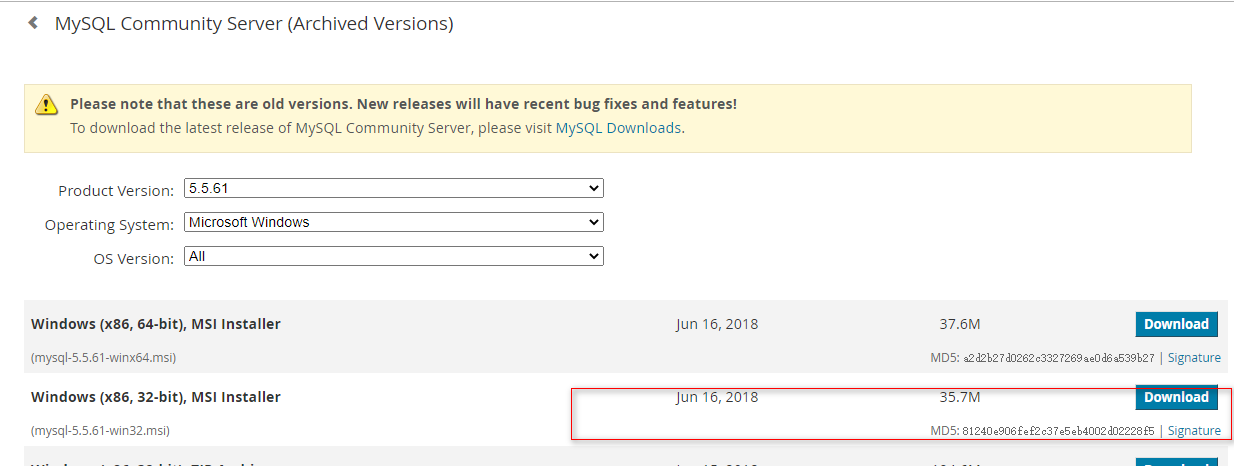 MySQL Community Server (Archived Versions)
Please note that these are old versions. New releases will have recent bug fixes and features!
To download the latest release of MySQL Community Server, please visit MySQL Downloads.
Product Version: 5.5.61
Operating System: Microsoft Windows
OS Version: All
Windows (x86, 64-bit), MSI Installer Jun 16, 2018 37.6M Download
(mysql-5.5.61-winx64.msi) MD5: a2d2b27d0262c3327269ae0d6a539b27 | Signature
Windows (x86, 32-bit), MSI Installer Jun 16, 2018 35.7M Download
(mysql-5.5.61-win32.msi) MD5: 81240e906fef2c37e5eb4002d02228f5 | Signature